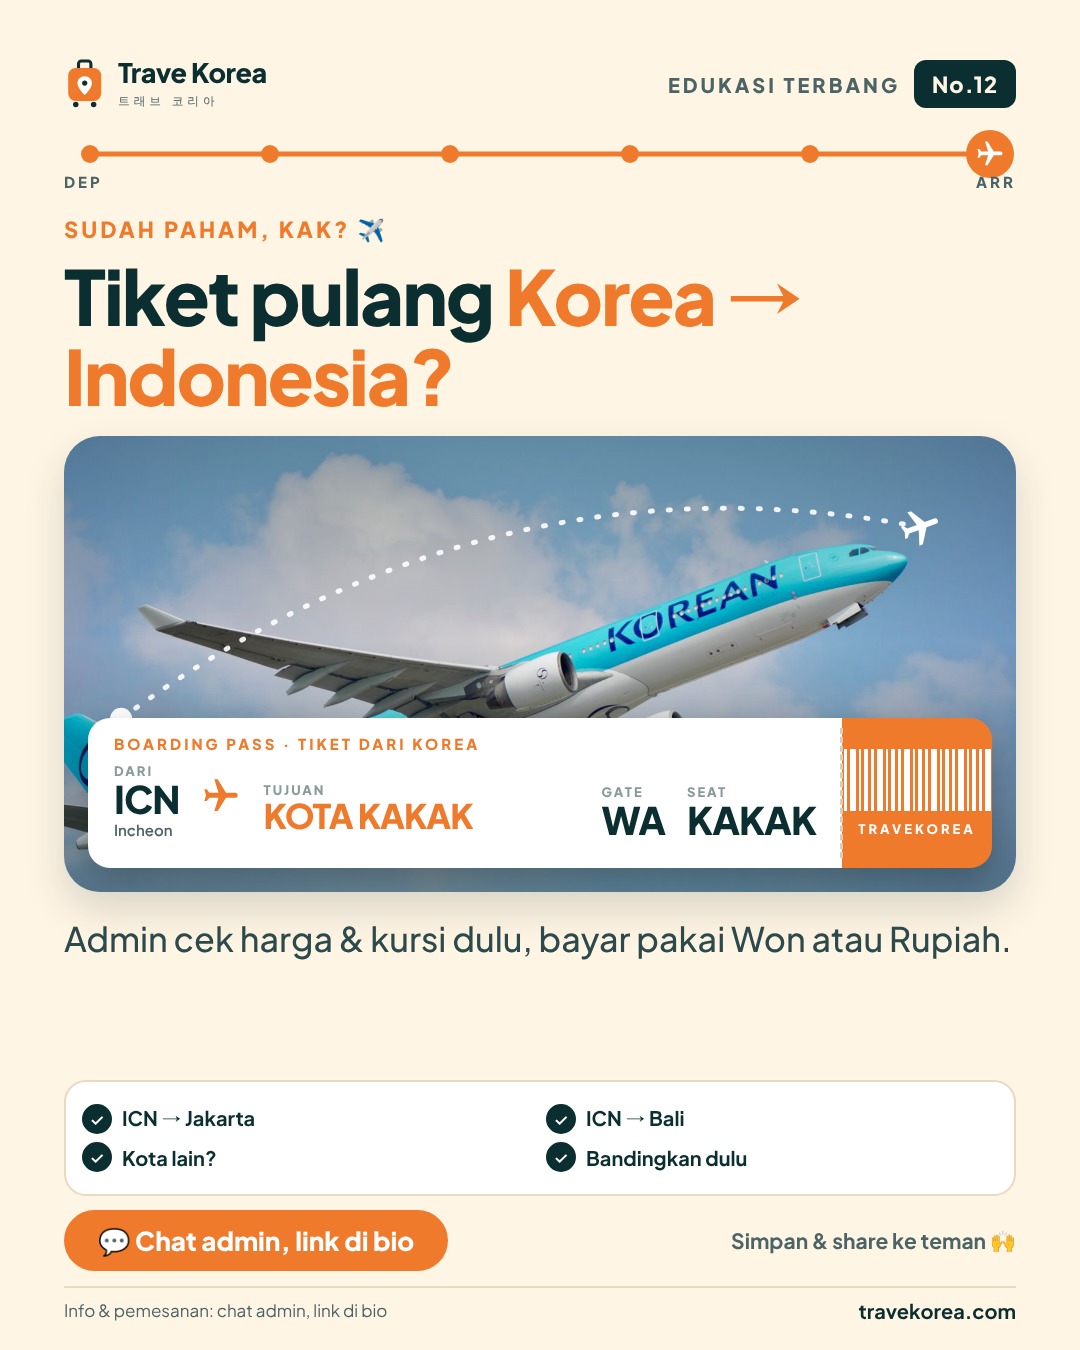 Trave Korea
트래브 코리아
EDUKASI TERBANG
No.12
DEP
ARR
SUDAH PAHAM, KAK? ✈️
Tiket pulang Korea →
Indonesia?
KOREAN
BOARDING PASS · TIKET DARI KOREA
DARI
ICN
Incheon
TUJUAN
KOTA KAKAK
GATE
WA
SEAT
KAKAK
TRAVEKOREA
Admin cek harga & kursi dulu, bayar pakai Won atau Rupiah.
ICN → Jakarta
ICN → Bali
Kota lain?
Bandingkan dulu
💬 Chat admin, link di bio
Simpan & share ke teman 🙌
Info & pemesanan: chat admin, link di bio
travekorea.com